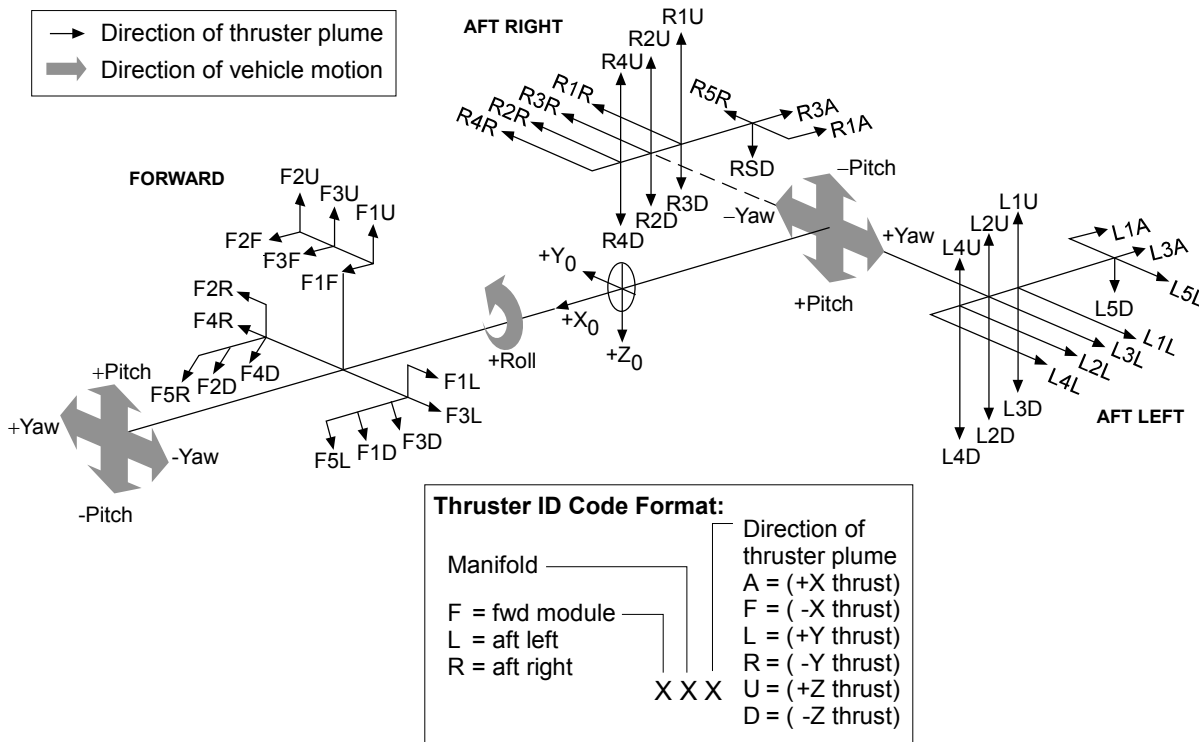 Direction of thruster plume
Direction of vehicle motion
AFT RIGHT
R1U
R2U
R4U
R1R
R3R
R2R
R4R
R5R
R3A
R1A
RSD
R3D
R2D
R4D
–Pitch
–Yaw
+Yaw
+Pitch
FORWARD
F2U
F3U
F1U
F2F
F3F
F1F
F2R
F4R
F5R
F2D
F4D
+Pitch
+Yaw
-Yaw
-Pitch
F1L
F3L
F3D
F1D
F5L
+Roll
+Y0
+X0
+Z0
L1U
L2U
L4U
L1A
L3A
L5L
L5D
L1L
L3L
L2L
L4L
L3D
L2D
L4D
AFT LEFT
Thruster ID Code Format:
Manifold
F = fwd module
L = aft left
R = aft right
X X X
Direction of
thruster plume
A = (+X thrust)
F = ( -X thrust)
L = (+Y thrust)
R = ( -Y thrust)
U = (+Z thrust)
D = ( -Z thrust)